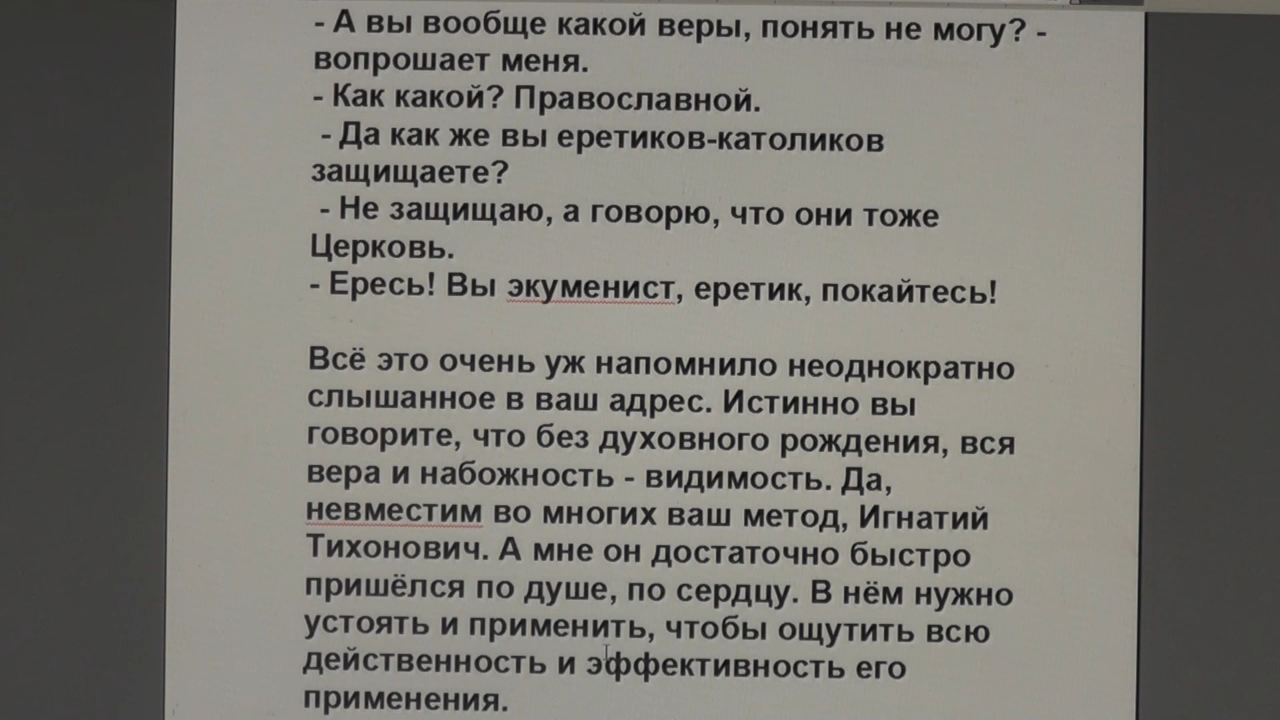 - А вы вообще какой веры, понять не могу? -
вопрошает меня.
- Как какой? Православной.
- Да как же вы еретиков-католиков
защищаете?
- Не защищаю, а говорю, что они тоже
Церковь.
- Ересь! Вы экуменист, еретик, покайтесь!
Всё это очень уж напомнило неоднократно
слышанное в ваш адрес. Истинно вы
говорите, что без духовного рождения, вся
вера и набожность - видимость. Да,
невместим во многих ваш метод, Игнатий
Тихонович. А мне он достаточно быстро
пришёлся по душе, по сердцу. В нём нужно
устоять и применить, чтобы ощутить всю
действенность и эффективность его
применения.